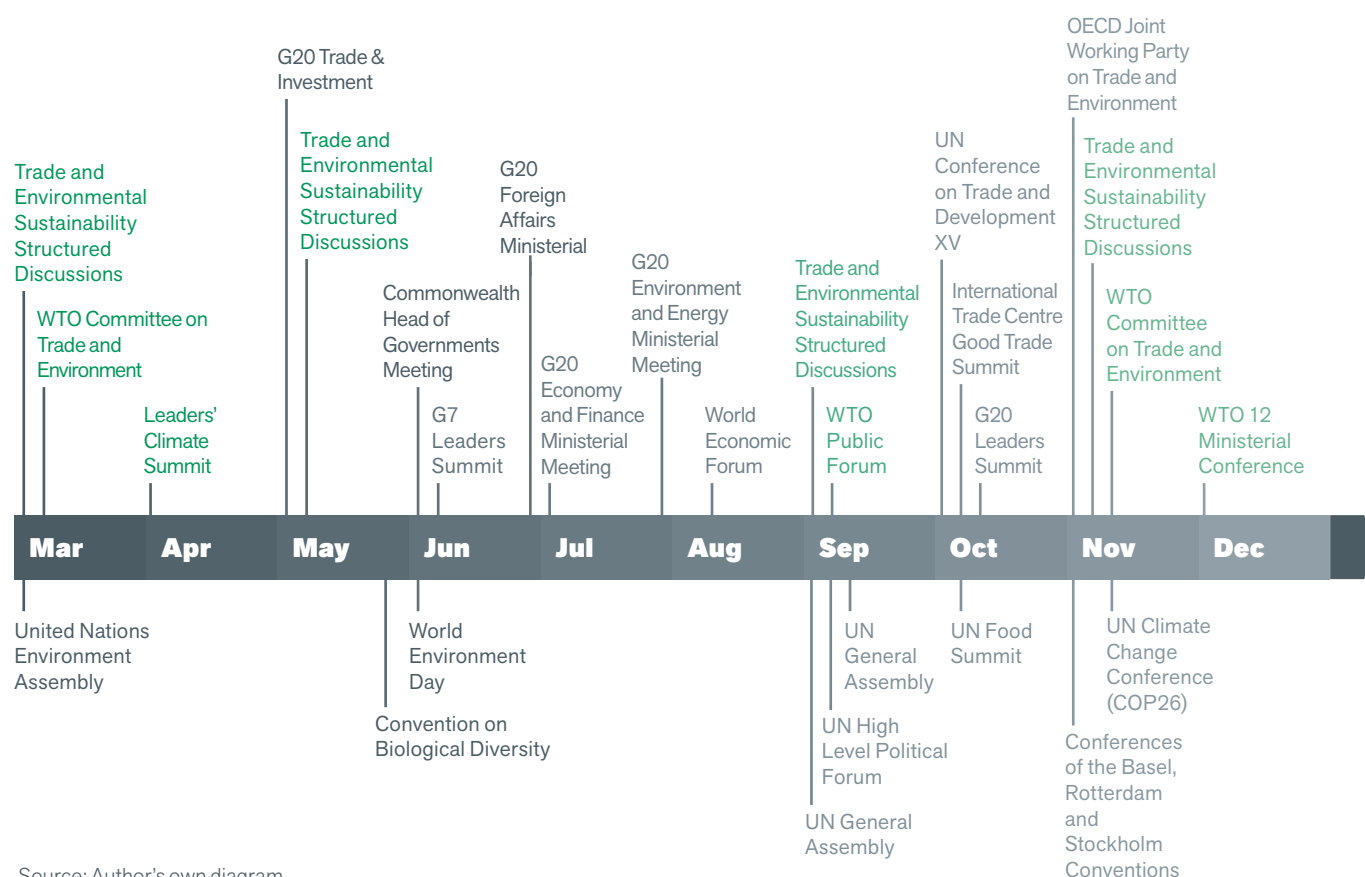 OECD Joint
Working Party
on Trade and
Environment
G20 Trade &
Investment
Trade and
Environmental
Sustainability
Structured
Discussions
UN
Conference
on Trade and
Development
XV
Trade and
Environmental
Sustainability
Structured
Discussions
Trade and
Environmental
Sustainability
Structured
Discussions
G20
Foreign
Affairs
Ministerial
G20
Environment
and Energy
Ministerial
Meeting
Trade and
Environmental
Sustainability
Structured
Discussions
Commonwealth
Head of
Governments
Meeting
International
Trade Centre
Good Trade
Summit
WTO
Committee
on Trade and
Environment
WTO Committee on
Trade and
Environment
G20
Economy
and Finance
Ministerial
Meeting
Leaders'
Climate
Summit
G7
Leaders
Summit
World
Economic
Forum
WTO
Public
Forum
G20
Leaders
Summit
WTO 12
Ministerial
Conference
Mar Apr May Jun Jul Aug Sep Oct Nov Dec
United Nations
Environment
Assembly
World
Environment
Day
UN
General
Assembly
UN Food
Summit
UN Climate
Change
Conference
(COP26)
Convention on
Biological Diversity
UN High
Level Political
Forum
Conferences
of the Basel,
Rotterdam
and
Stockholm
Conventions
UN General
Assembly
Source: Author's own diagram